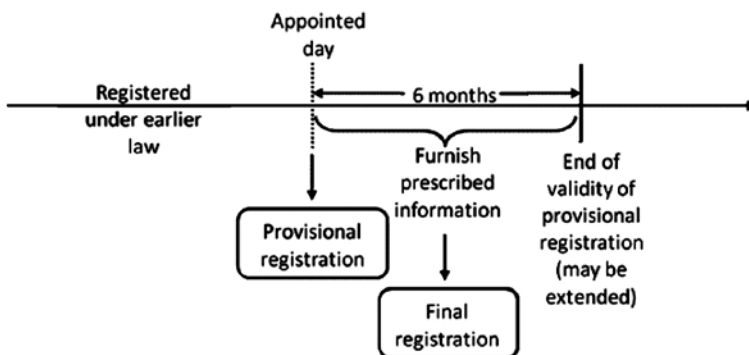 Appointed
day
Registered
under earlier
law
6 months
Furnish
prescribed
information
End of
validity of
provisional
registration
(may be
extended)
Provisional
registration
Final
registration